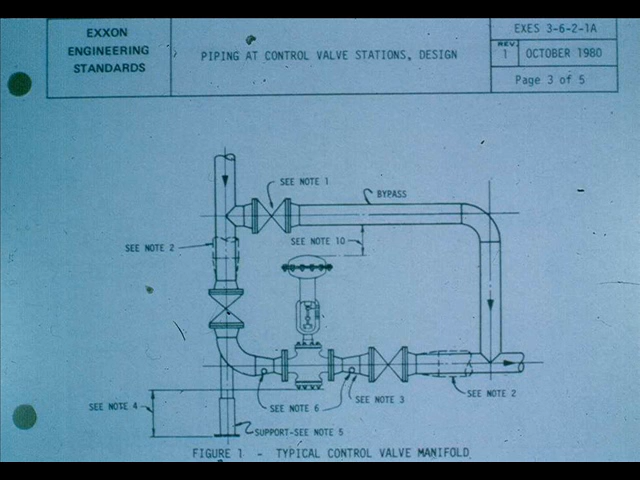 EXXON
ENGINEERING
STANDARDS
PIPING AT CONTROL VALVE STATIONS, DESIGN
EXES 3-6-2-1A
REV.
1
OCTOBER 1980
Page 3 of 5
SEE NOTE 1
BYPASS
SEE NOTE 2
SEE NOTE 10
SEE NOTE 4
SEE NOTE 6
SEE NOTE 3
SEE NOTE 2
SUPPORT-SEE NOTE 5
FIGURE 1 - TYPICAL CONTROL VALVE MANIFOLD